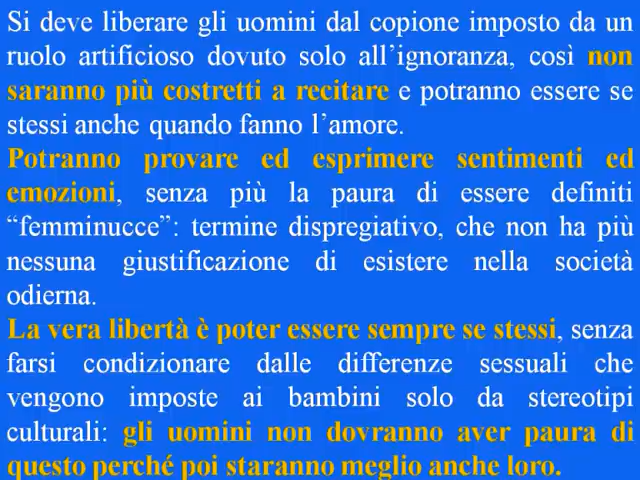 Si deve liberare gli uomini dal copione imposto da un
ruolo artificioso dovuto solo all’ignoranza, così non
saranno più costretti a recitare e potranno essere se
stessi anche quando fanno l’amore.
Potranno provare ed esprimere sentimenti ed
emozioni, senza più la paura di essere definiti
“femminucce”: termine dispregiativo, che non ha più
nessuna giustificazione di esistere nella società
odierna.
La vera libertà è poter essere sempre se stessi, senza
farsi condizionare dalle differenze sessuali che
vengono imposte ai bambini solo da stereotipi
culturali: gli uomini non dovranno aver paura di
questo perché poi staranno meglio anche loro.